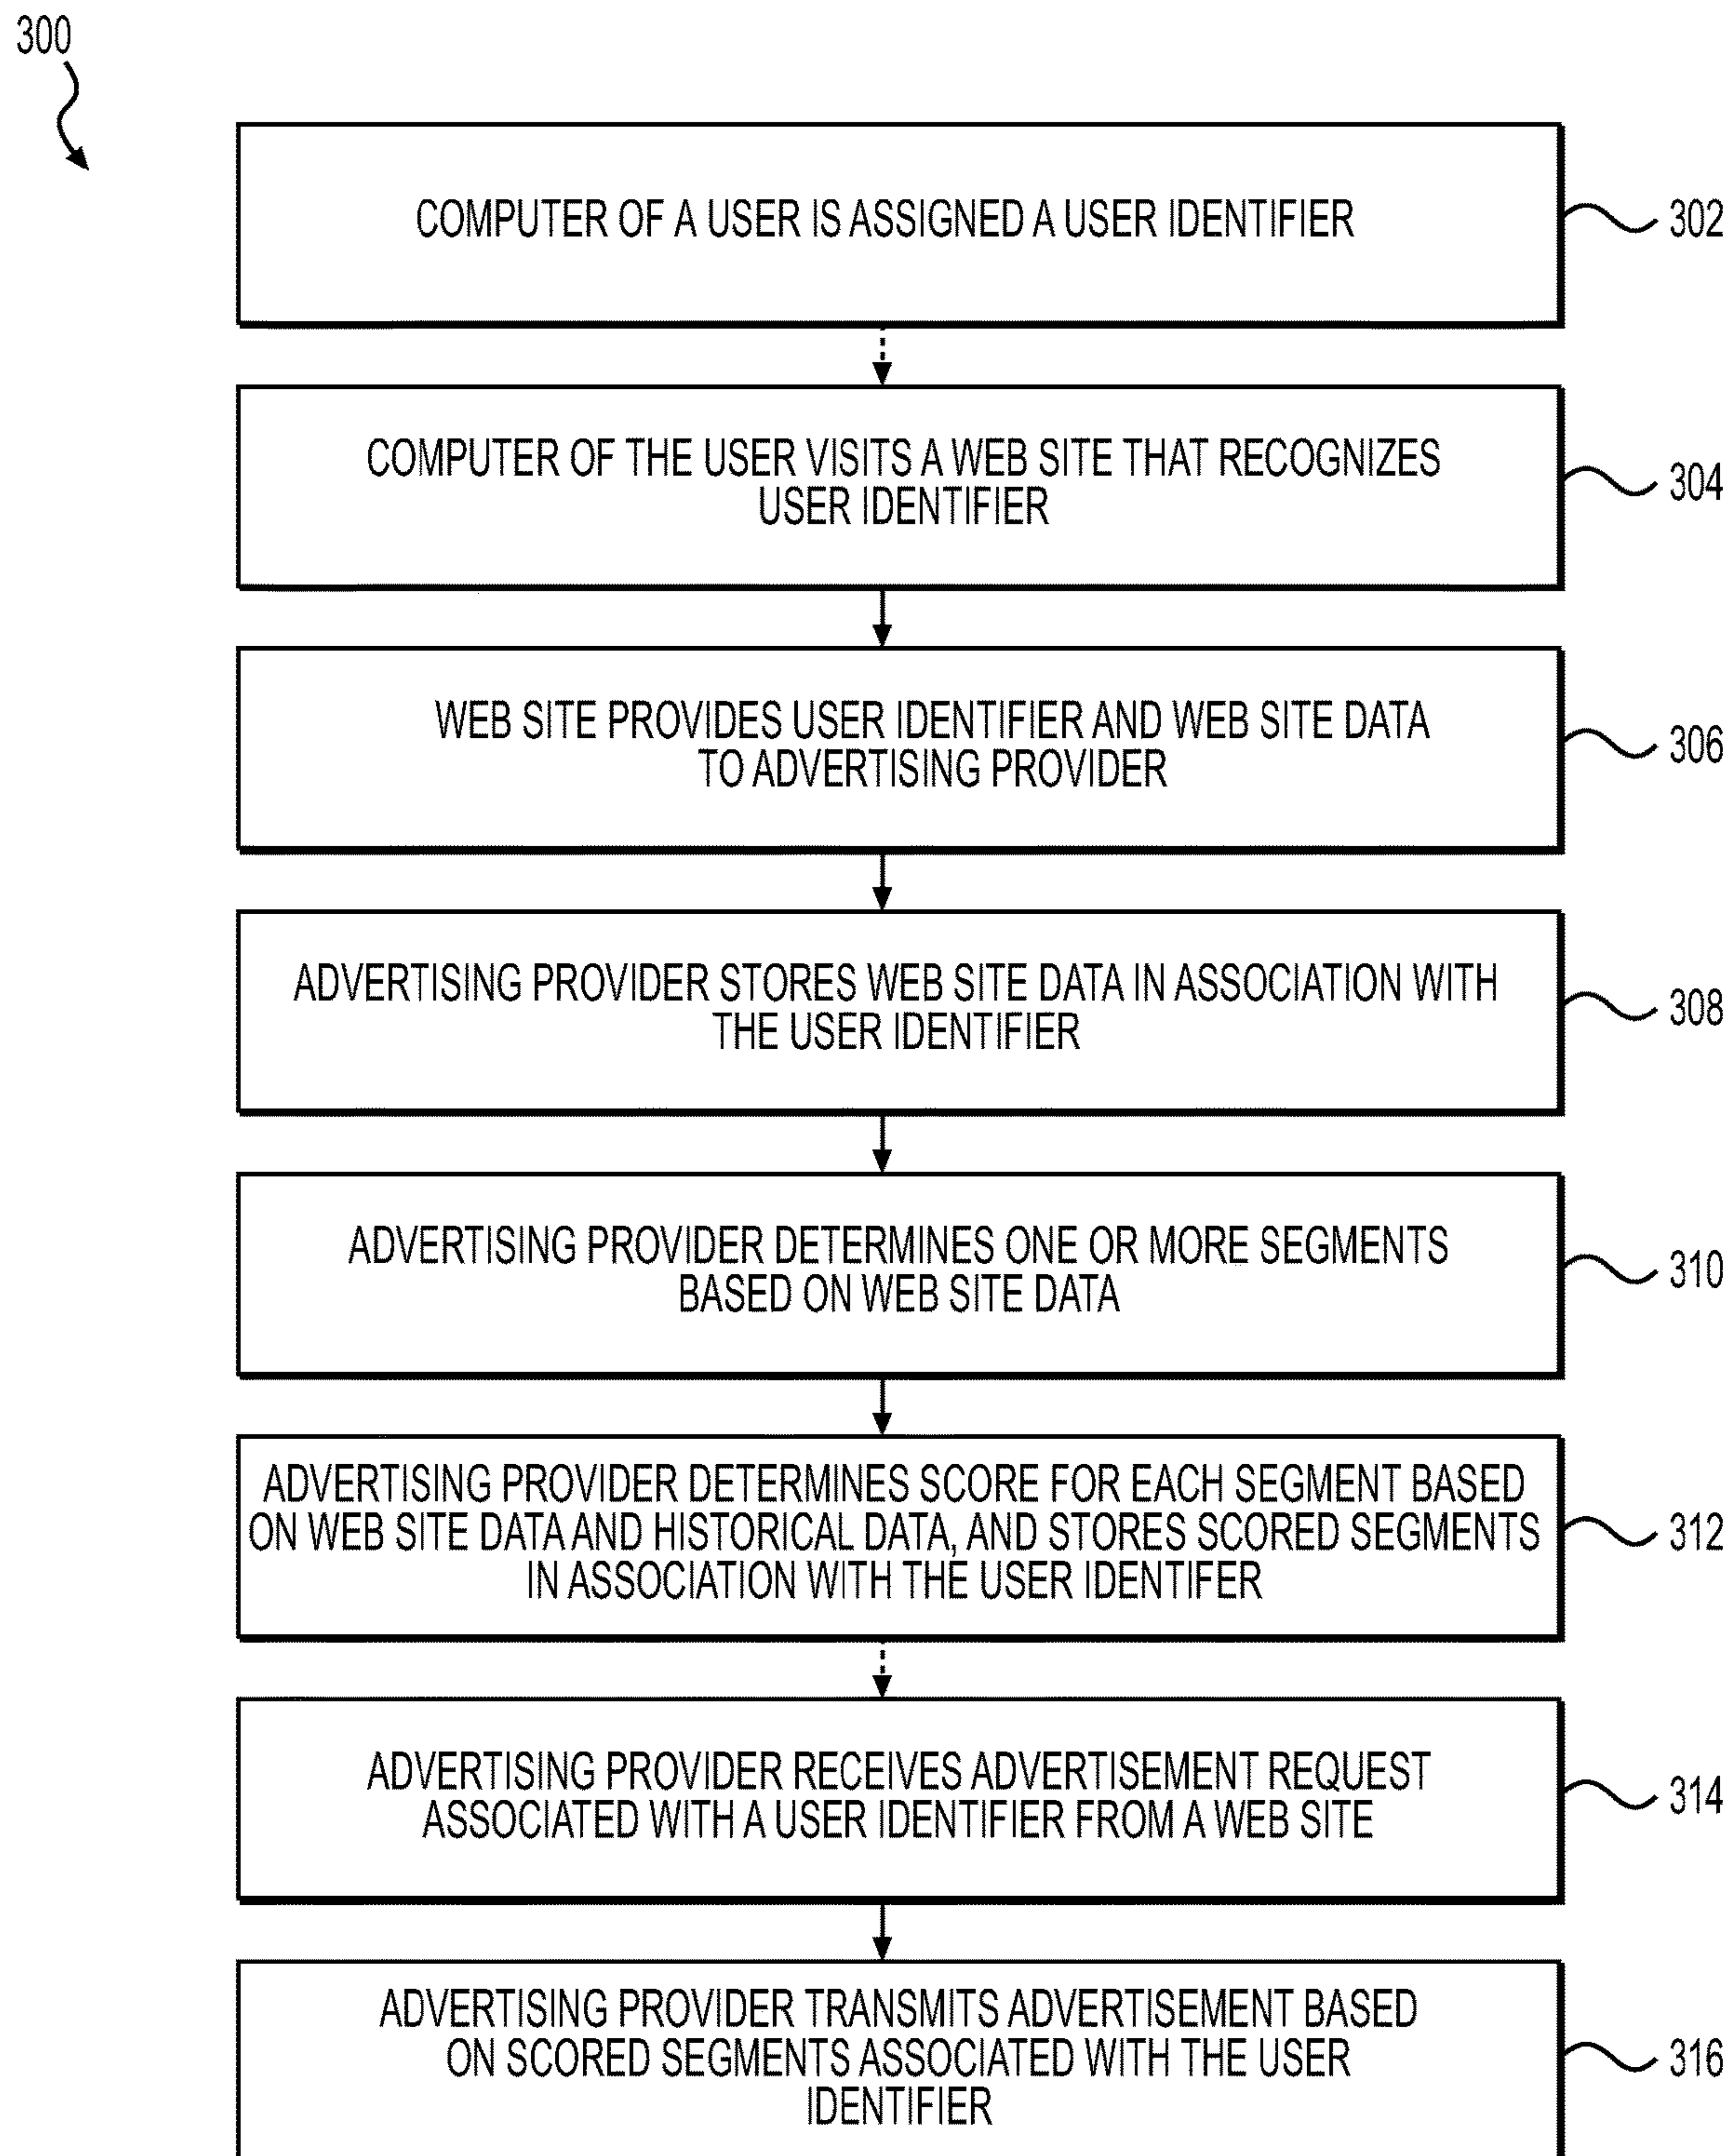 300
COMPUTER OF A USER IS ASSIGNED A USER IDENTIFIER
302
COMPUTER OF THE USER VISITS A WEB SITE THAT RECOGNIZES
USER IDENTIFIER
304
WEB SITE PROVIDES USER IDENTIFIER AND WEB SITE DATA
TO ADVERTISING PROVIDER
306
ADVERTISING PROVIDER STORES WEB SITE DATA IN ASSOCIATION WITH
THE USER IDENTIFIER
308
ADVERTISING PROVIDER DETERMINES ONE OR MORE SEGMENTS
BASED ON WEB SITE DATA
310
ADVERTISING PROVIDER DETERMINES SCORE FOR EACH SEGMENT BASED
ON WEB SITE DATA AND HISTORICAL DATA, AND STORES SCORED SEGMENTS
IN ASSOCIATION WITH THE USER IDENTIFER
312
ADVERTISING PROVIDER RECEIVES ADVERTISEMENT REQUEST
ASSOCIATED WITH A USER IDENTIFIER FROM A WEB SITE
314
ADVERTISING PROVIDER TRANSMITS ADVERTISEMENT BASED
ON SCORED SEGMENTS ASSOCIATED WITH THE USER
IDENTIFIER
316